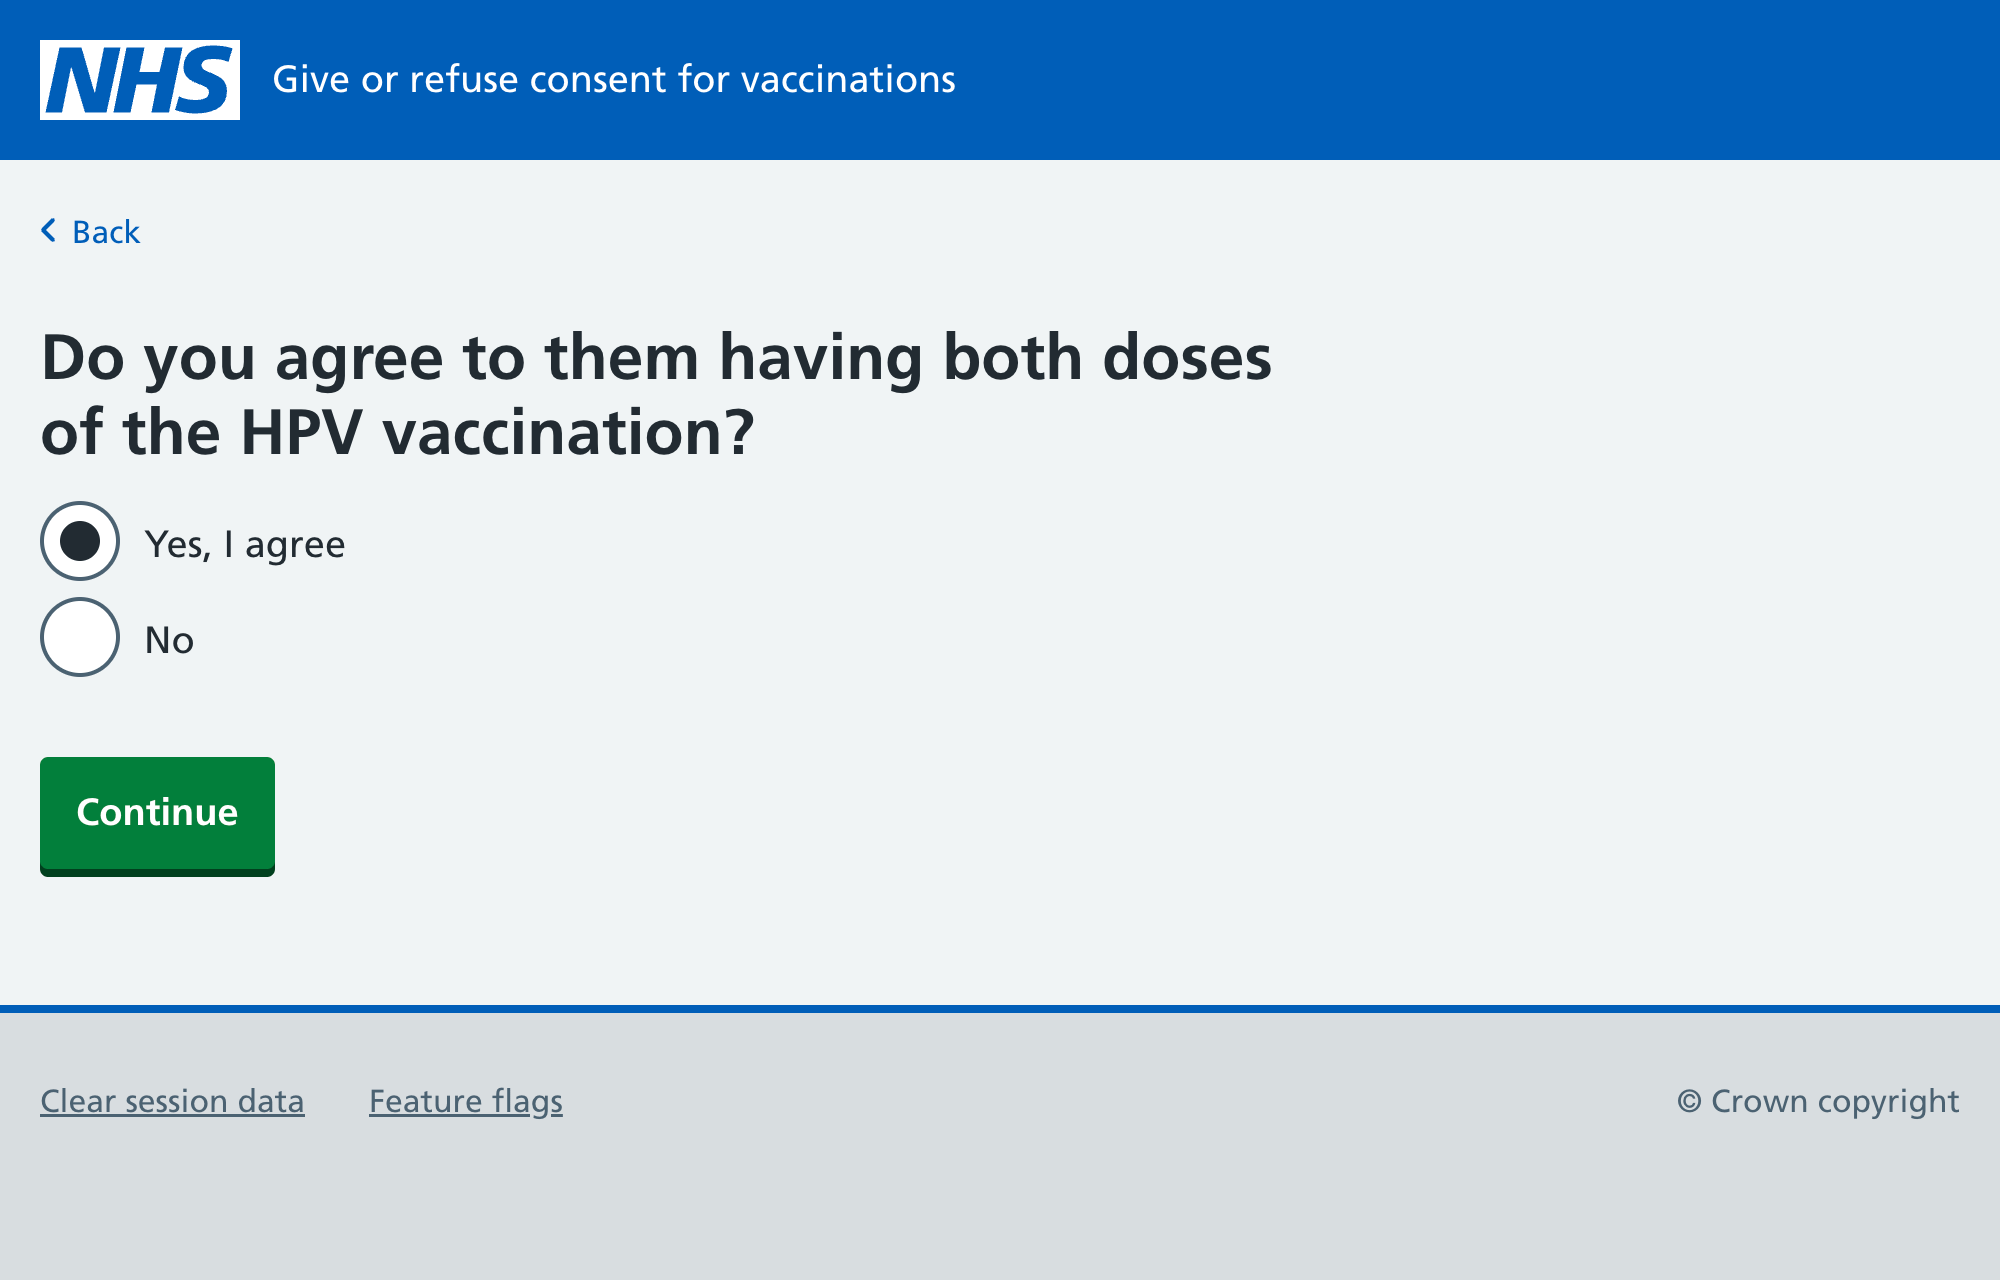 NHS
Give or refuse consent for vaccinations
Back
Do you agree to them having both doses
of the HPV vaccination?
Yes, I agree
No
Continue
Clear session data
Feature flags
© Crown copyright